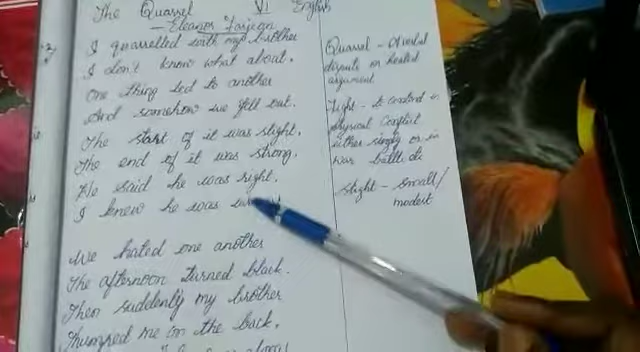 The Quarrel VI English
- Eleanor Farjeon
I quarrelled with my brother
I don't know what about.
One thing led to another
And somehow we fell out.
The start of it was slight,
The end of it was strong.
He said he was right.
I knew he was
We hated one another
The afternoon turned black.
Then suddenly my brother
Thumped me on the back,
Quarrel - A verbal
dispute or heated
argument
Fight - to contend in
physical conflict
either singly or in
war battle etc
slight - small/
modest